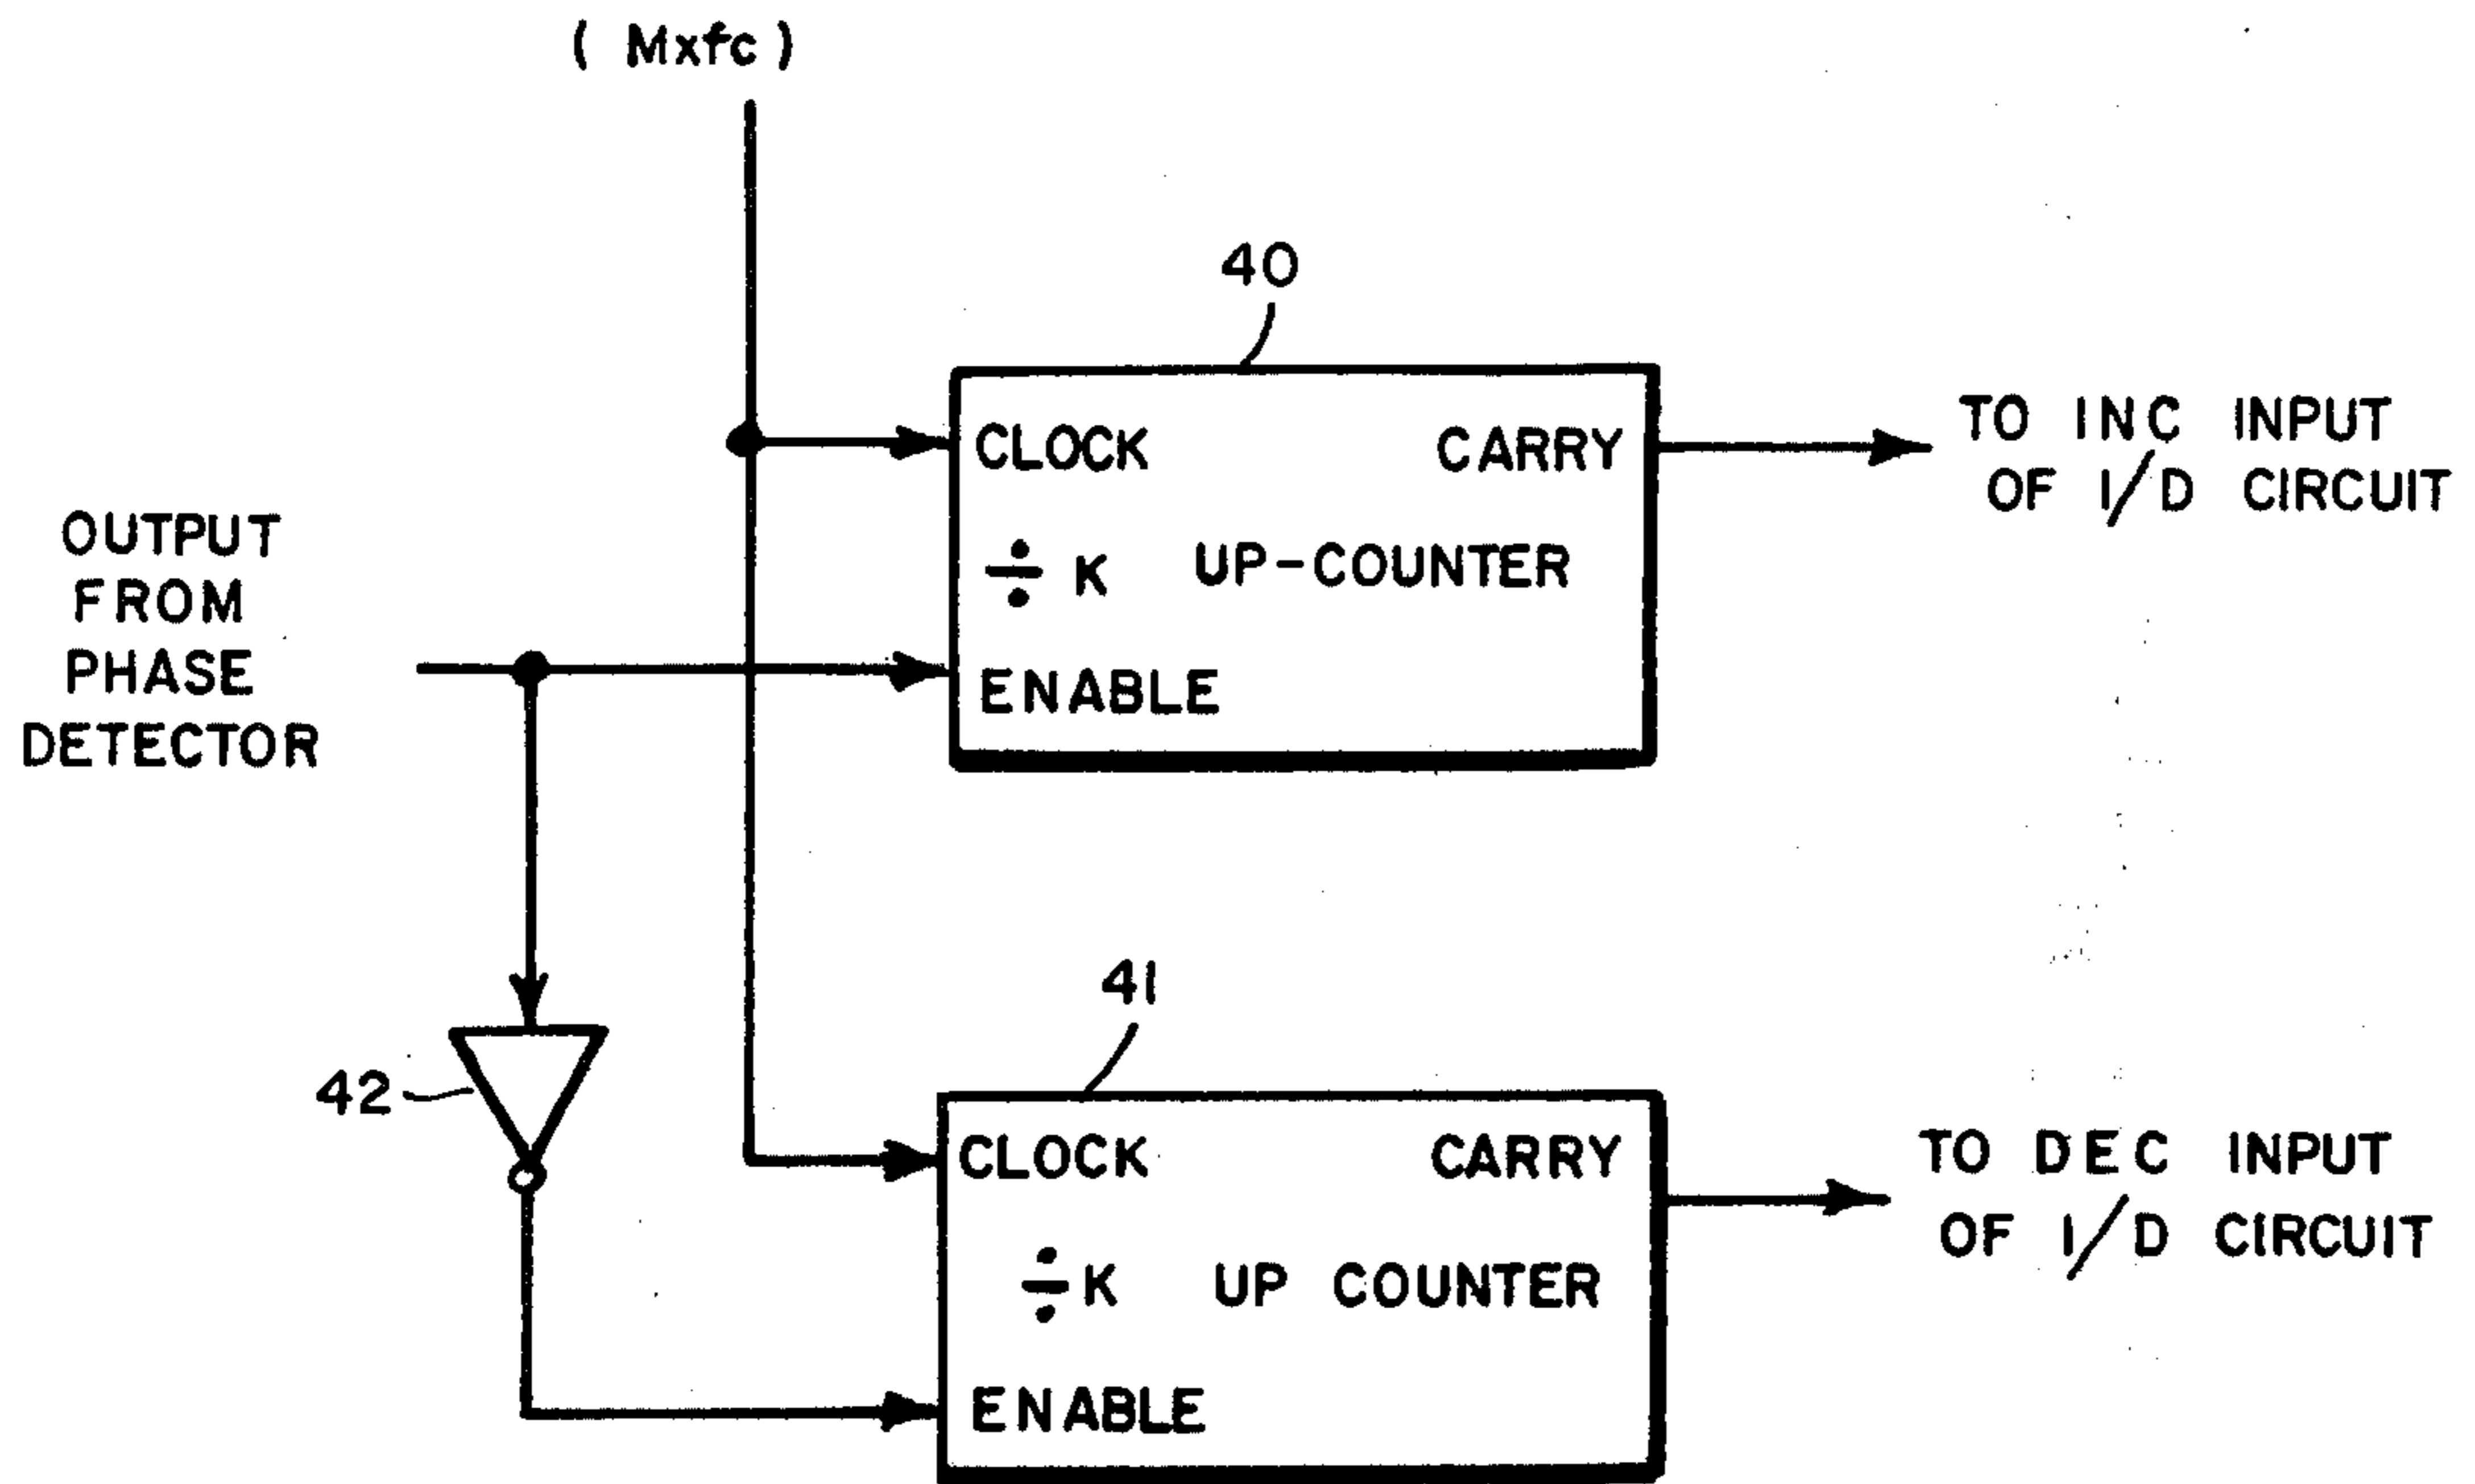 ( Mxfc )
40
CLOCK
CARRY
÷ K UP-COUNTER
ENABLE
TO INC INPUT
OF I/D CIRCUIT
OUTPUT
FROM
PHASE
DETECTOR
42
41
CLOCK
CARRY
÷K UP COUNTER
ENABLE
TO DEC INPUT
OF I/D CIRCUIT